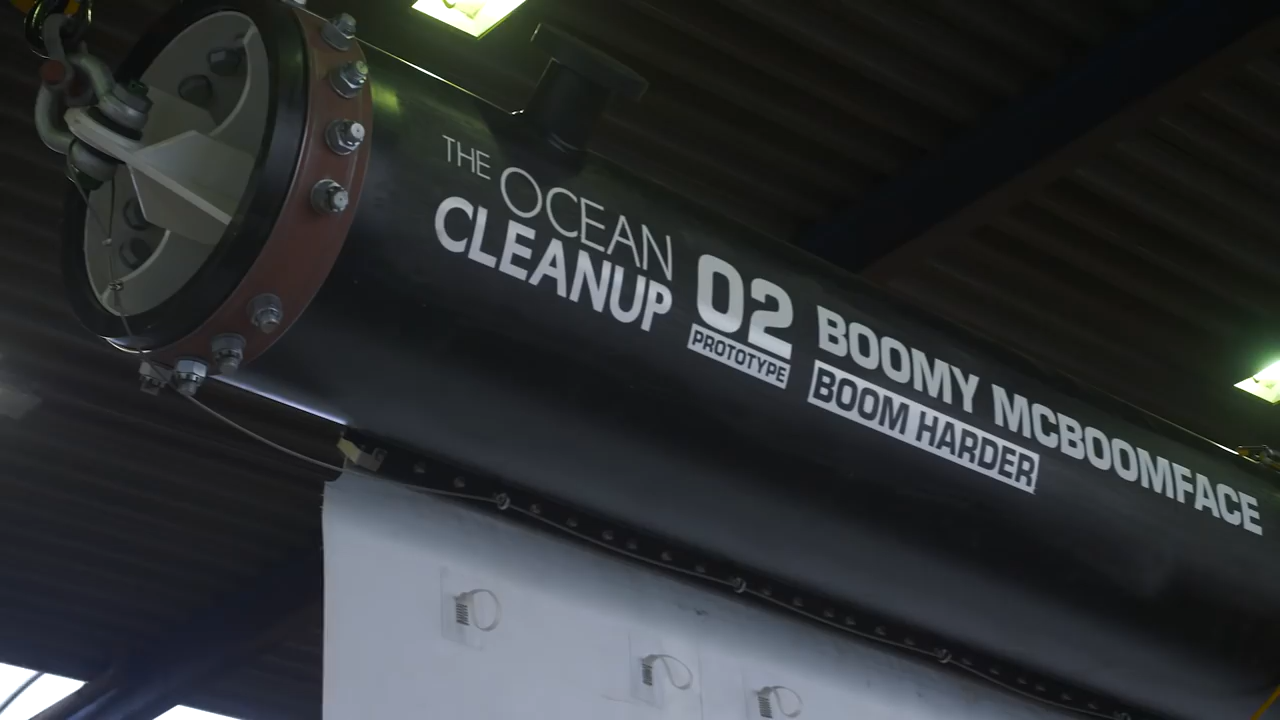 THE OCEAN
CLEANUP
02
PROTOTYPE
BOOMY MCBOOMFACE
BOOM HARDER